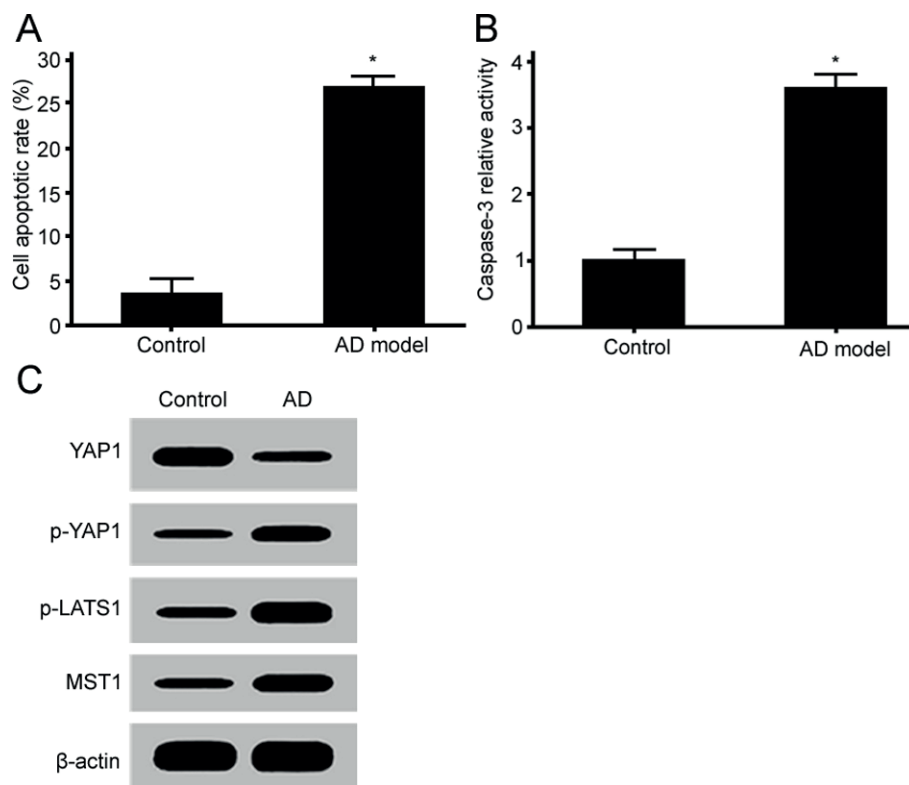 A
Cell apoptotic rate (%)
30
25
20
15
10
5
0
*
Control
AD model
B
Caspase-3 relative activity
4
3
2
1
0
*
Control
AD model
C
Control AD
YAP1
p-YAP1
p-LATS1
MST1
β-actin